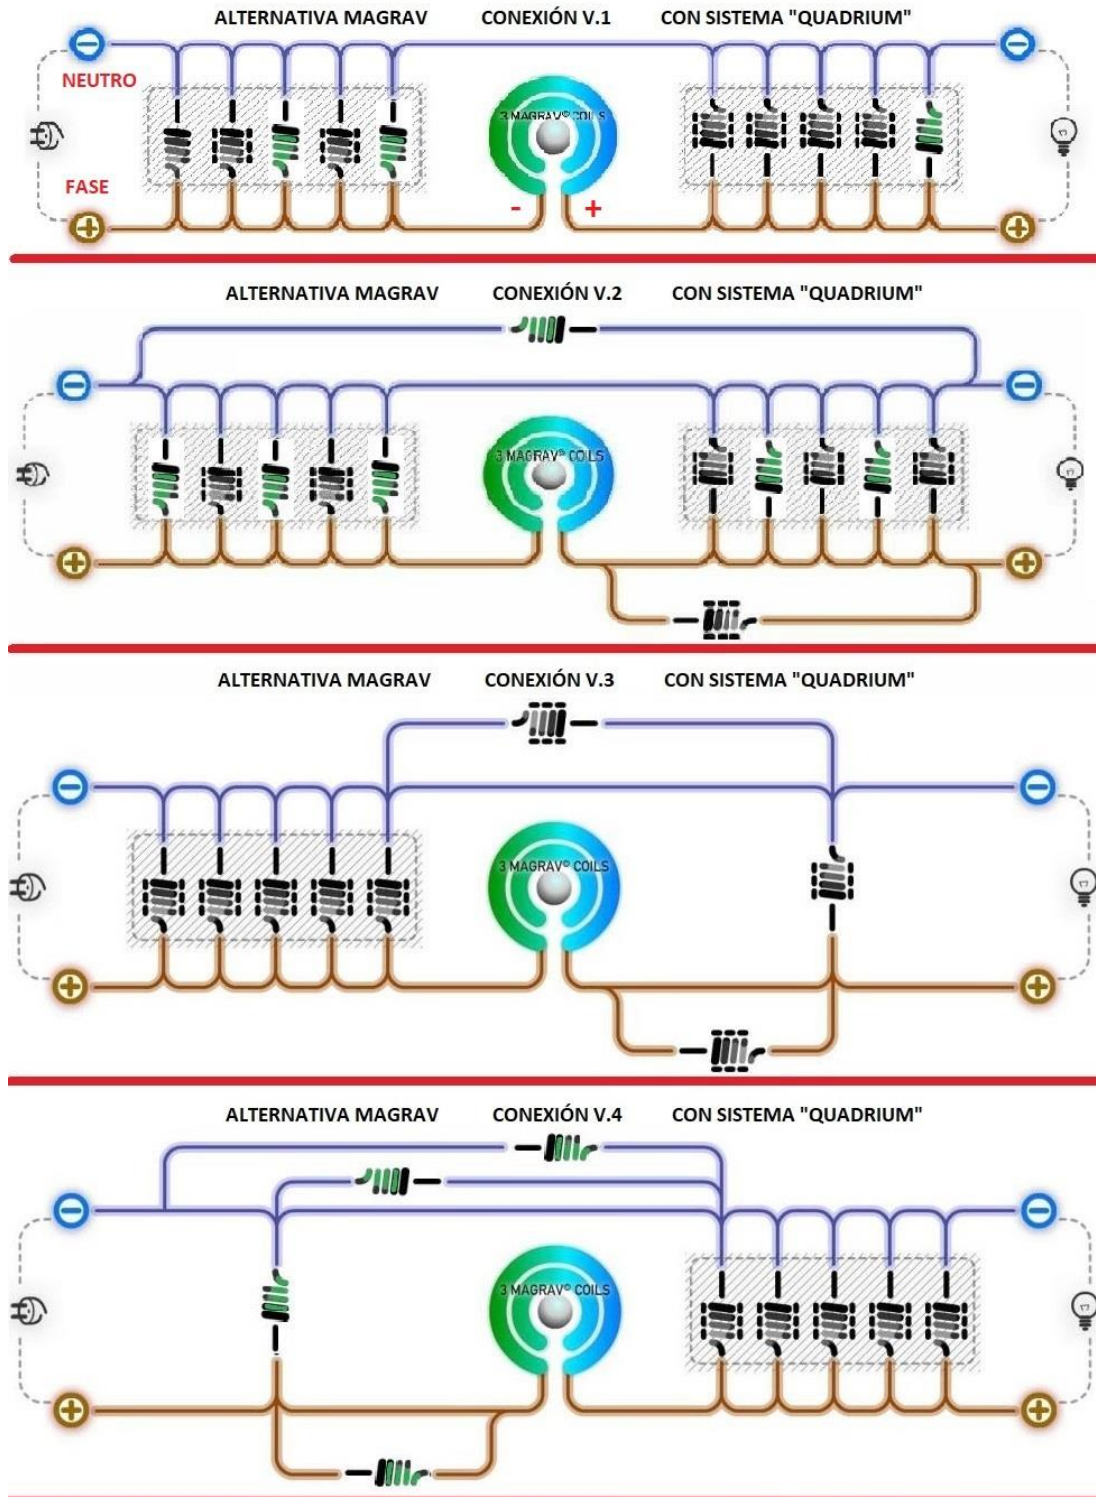 ALTERNATIVA MAGRAV CONEXIÓN V.1 CON SISTEMA "QUADRIUM"
NEUTRO
3 MAGRAV© COILS
FASE
- +
ALTERNATIVA MAGRAV CONEXIÓN V.2 CON SISTEMA "QUADRIUM"
3 MAGRAV© COILS
ALTERNATIVA MAGRAV CONEXIÓN V.3 CON SISTEMA "QUADRIUM"
3 MAGRAV© COILS
ALTERNATIVA MAGRAV CONEXIÓN V.4 CON SISTEMA "QUADRIUM"
3 MAGRAV© COILS